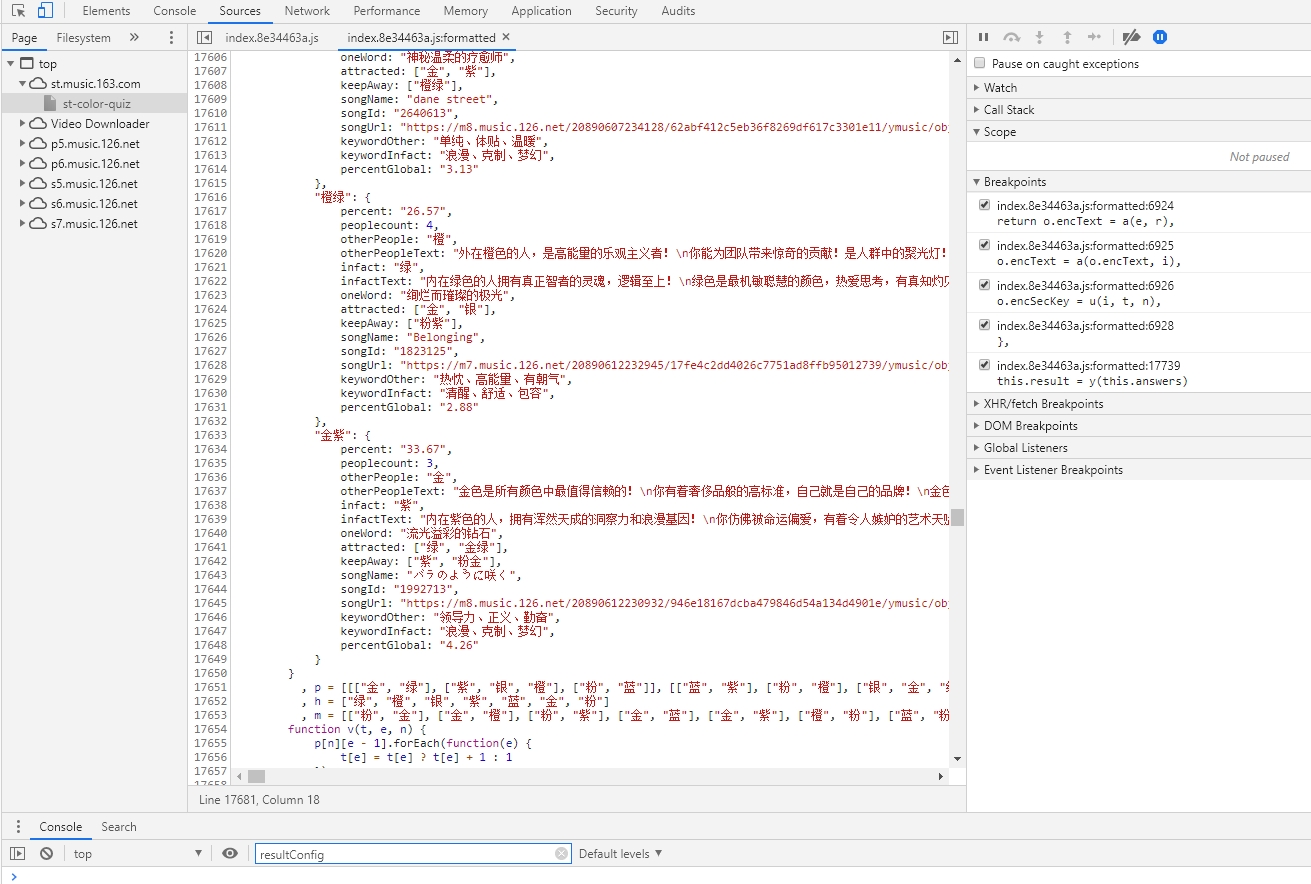 Elements Console Sources Network Performance Memory Application Security Audits
Page Filesystem »
index.8e34463a.js index.8e34463a.js:formatted ×
top
st.music.163.com
st-color-quiz
Video Downloader
p5.music.126.net
p6.music.126.net
s5.music.126.net
s6.music.126.net
s7.music.126.net
17606 oneWord: "神秘温柔的疗愈师",
17607 attracted: ["金", "紫"],
17608 keepAway: ["橙绿"],
17609 songName: "dane street",
17610 songId: "2640613",
17611 songUrl: "https://m8.music.126.net/20890607234128/62abf412c5eb36f8269df617c3301e11/ymusic/ob
17612 keywordOther: "单纯、体贴、温暖",
17613 keywordInfact: "浪漫、克制、梦幻",
17614 percentGlobal: "3.13"
17615 },
17616 "橙绿": {
17617 percent: "26.57",
17618 peoplecount: 4,
17619 otherPeople: "橙",
17620 otherPeopleText: "外在橙色的人，是高能量的乐观主义者！\n你能为团队带来惊奇的贡献！是人群中的聚光灯！
17621 infact: "绿",
17622 infactText: "内在绿色的人拥有真正智者的灵魂，逻辑至上！\n绿色是最机敏聪慧的颜色，热爱思考，有真知灼见
17623 oneWord: "绚烂而璀璨的极光",
17624 attracted: ["金", "银"],
17625 keepAway: ["粉紫"],
17626 songName: "Belonging",
17627 songId: "1823125",
17628 songUrl: "https://m7.music.126.net/20890612232945/17fe4c2dd4026c7751ad8ffb95012739/ymusic/ob
17629 keywordOther: "热忱、高能量、有朝气",
17630 keywordInfact: "清醒、舒适、包容",
17631 percentGlobal: "2.88"
17632 },
17633 "金紫": {
17634 percent: "33.67",
17635 peoplecount: 3,
17636 otherPeople: "金",
17637 otherPeopleText: "金色是所有颜色中最值得信赖的！\n你有着奢侈品般的高标准，自己就是自己的品牌！\n金色
17638 infact: "紫",
17639 infactText: "内在紫色的人，拥有浑然天成的洞察力和浪漫基因！\n你仿佛被命运偏爱，有着令人嫉妒的艺术天
17640 oneWord: "流光溢彩的钻石",
17641 attracted: ["绿", "金绿"],
17642 keepAway: ["紫", "粉金"],
17643 songName: "バラのように咲く",
17644 songId: "1992713",
17645 songUrl: "https://m8.music.126.net/20890612230932/946e18167dcba479846d54a134d4901e/ymusic/ob
17646 keywordOther: "领导力、正义、勤奋",
17647 keywordInfact: "浪漫、克制、梦幻",
17648 percentGlobal: "4.26"
17649 }
17650 }
17651 , p = [[["金", "绿"], ["紫", "银", "橙"], ["粉", "蓝"]], [["蓝", "紫"], ["粉", "橙"], ["银", "金", "
17652 , h = ["绿", "橙", "银", "紫", "蓝", "金", "粉"]
17653 , m = [["粉", "金"], ["金", "橙"], ["粉", "紫"], ["金", "蓝"], ["金", "紫"], ["橙", "粉"], ["蓝", "粉
17654 function v(t, e, n) {
17655 p[n][e - 1].forEach(function(e) {
17656 t[e] = t[e] ? t[e] + 1 : 1
17657
17658
Line 17681, Column 18
Pause on caught exceptions
Watch
Call Stack
Scope
Not paused
Breakpoints
index.8e34463a.js:formatted:6924
return o.encText = a(e, r),
index.8e34463a.js:formatted:6925
o.encText = a(o.encText, i),
index.8e34463a.js:formatted:6926
o.encSecKey = u(i, t, n),
index.8e34463a.js:formatted:6928
},
index.8e34463a.js:formatted:17739
this.result = y(this.answers)
XHR/fetch Breakpoints
DOM Breakpoints
Global Listeners
Event Listener Breakpoints
Console Search
top resultConfig Default levels